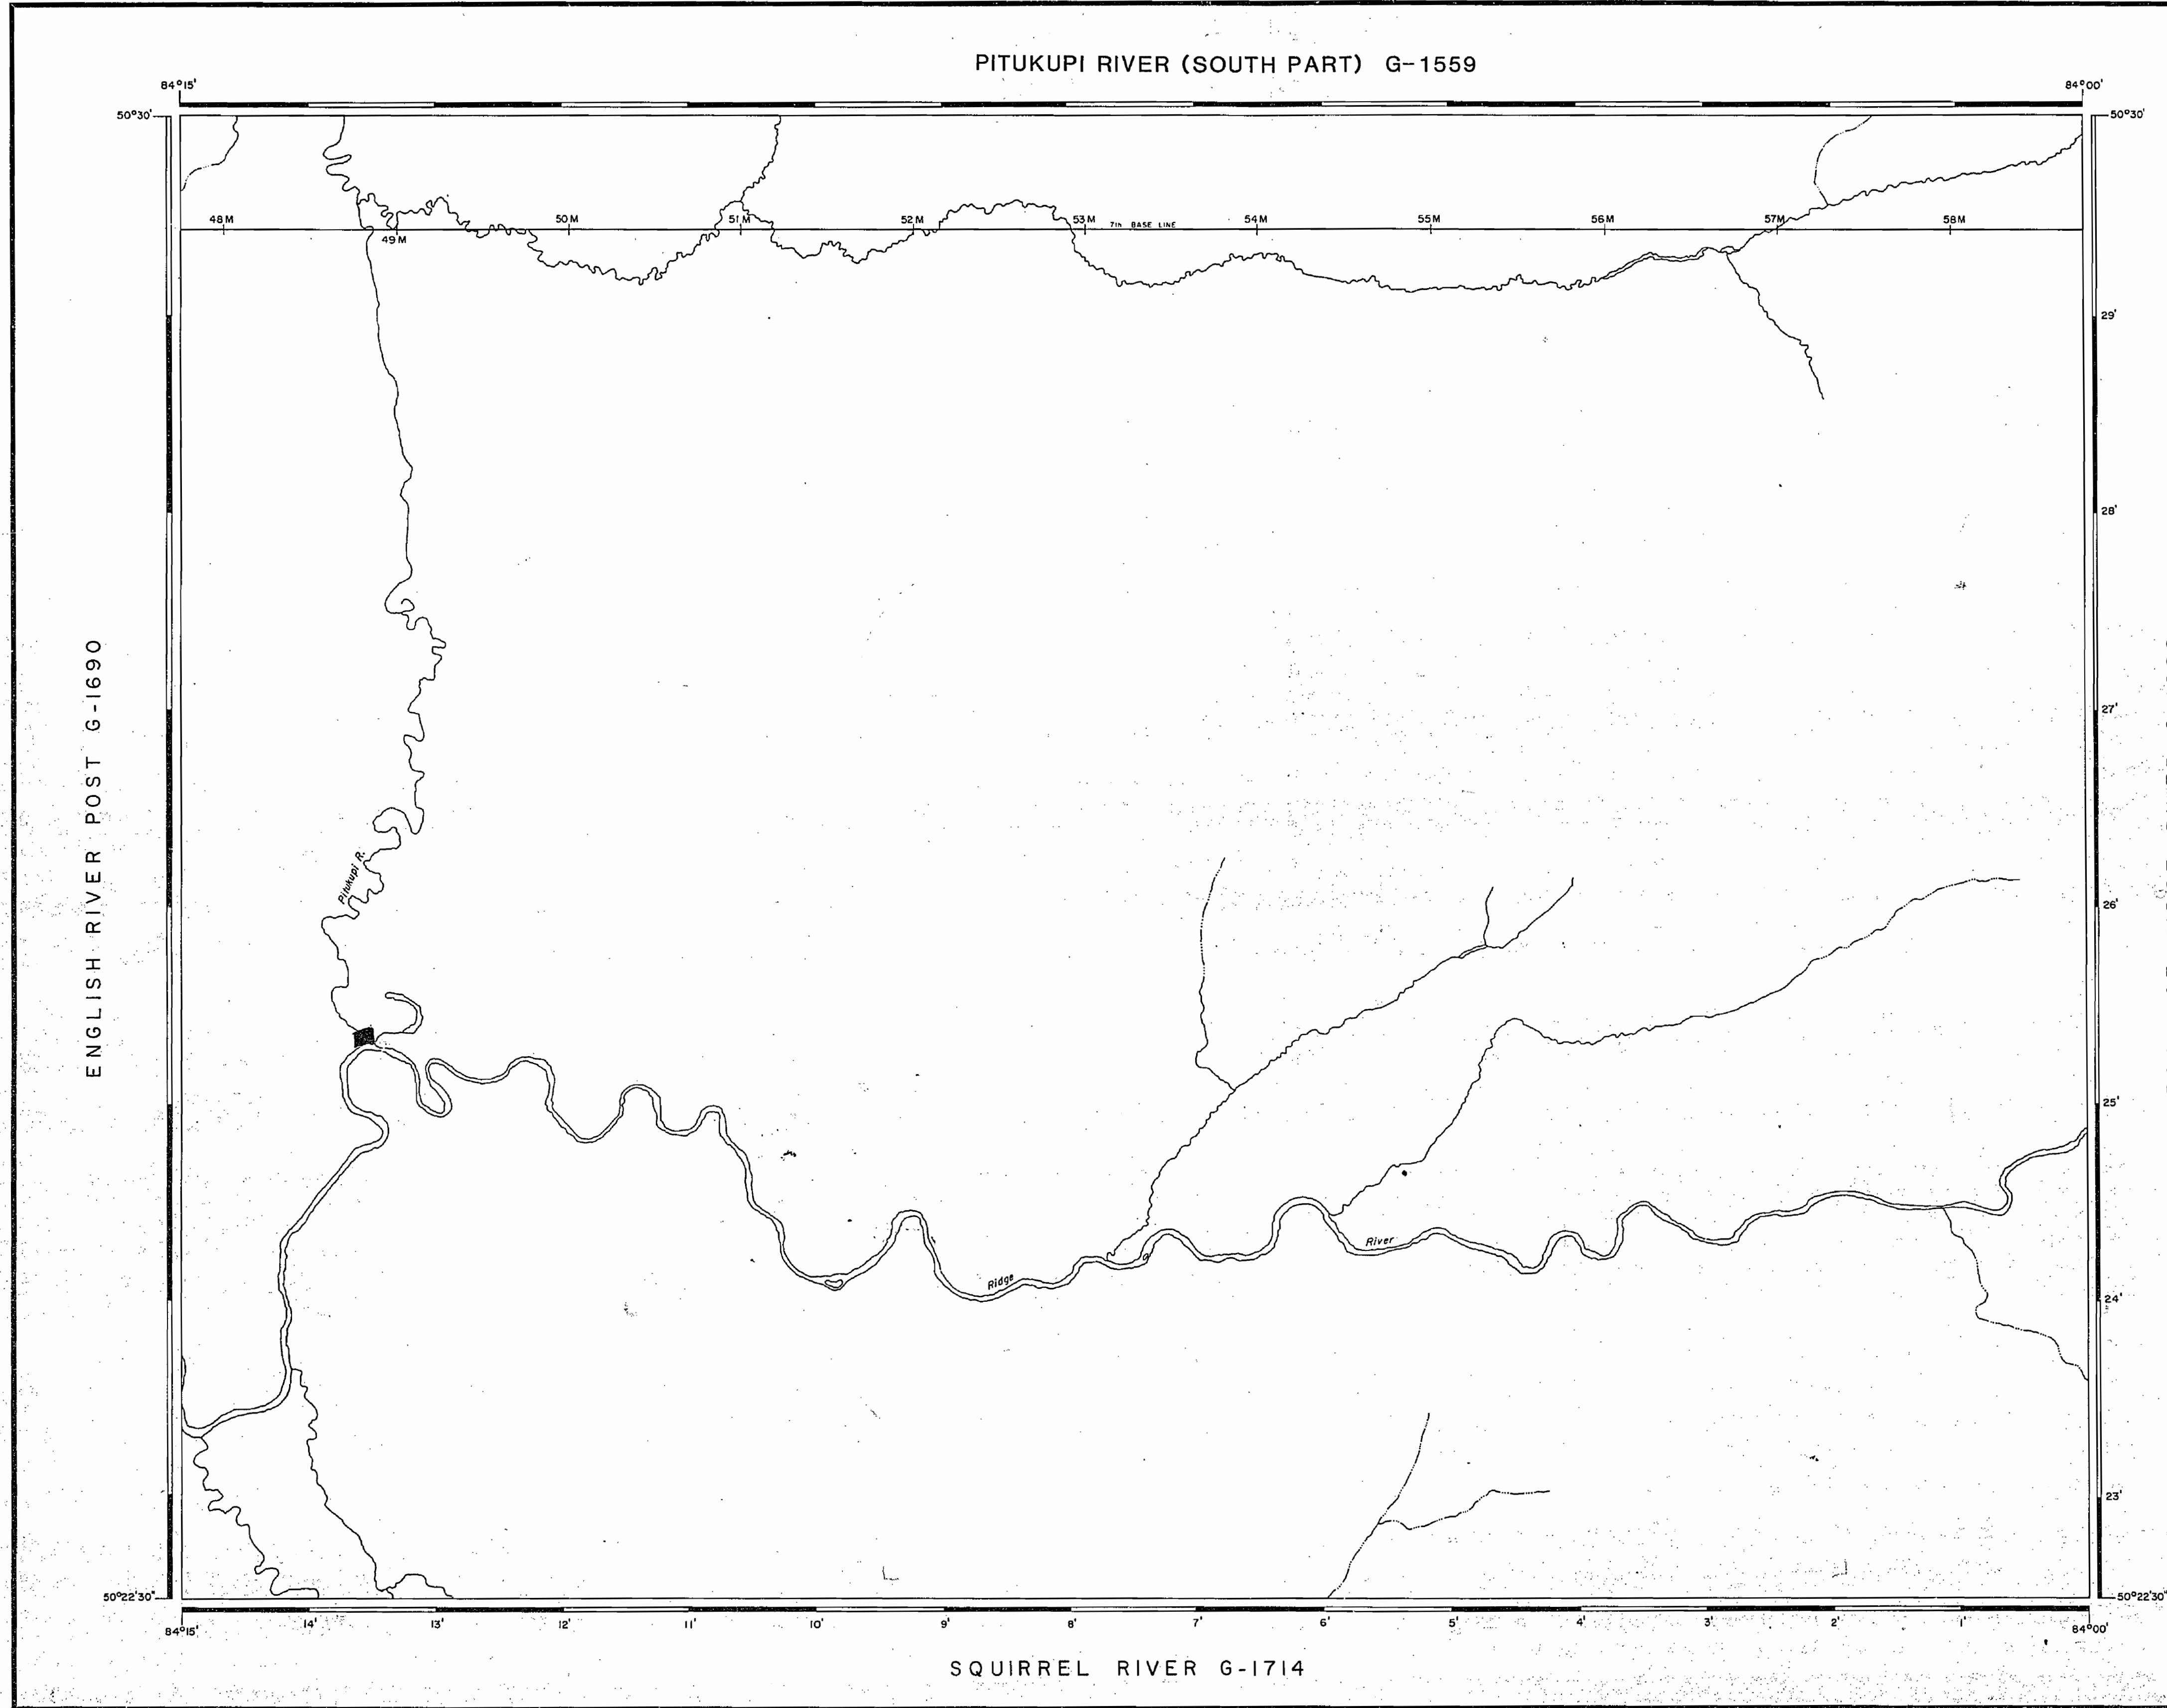 PITUKUPI RIVER (SOUTH PART) G-1559
84°15' 84°00'
50°30' 50°30'
48M 49M 50M 51M 52M 53M 54M 55M 56M 57M 58M
7th BASE LINE
29'
28'
27'
26'
25'
24'
23'
ENGLISH RIVER POST G-1690
Pitukupi R.
Ridge River
50°22'30" 50°22'30"
84°15' 14' 13' 12' 11' 10' 9' 8' 7' 6' 5' 4' 3' 2' 1' 84°00'
SQUIRREL RIVER G-1714